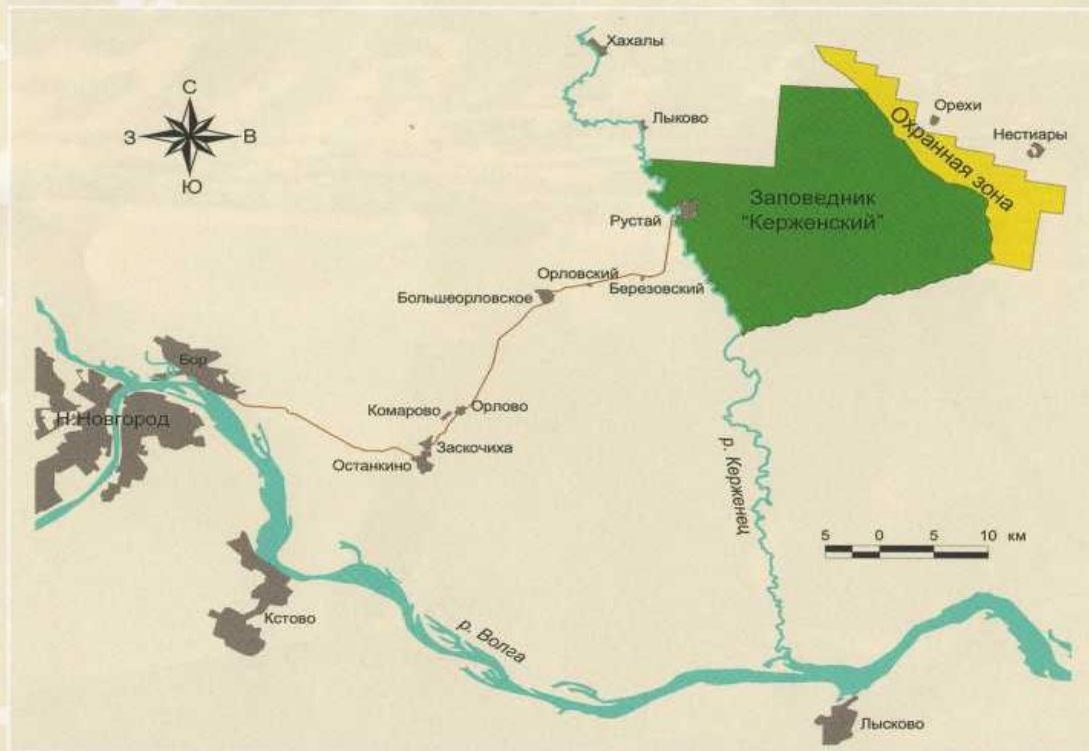 Хахалы
С
З
В
Ю
Лыково
Орехи
Нестиары
Охранная зона
Заповедник
"Керженский"
Рустай
Орловский
Березовский
Большеорловское
Бор
Н.Новгород
Комарово
Орлово
Заскочиха
Останкино
р. Керженец
5 0 5 10 км
Кстово
р. Волга
Лысково